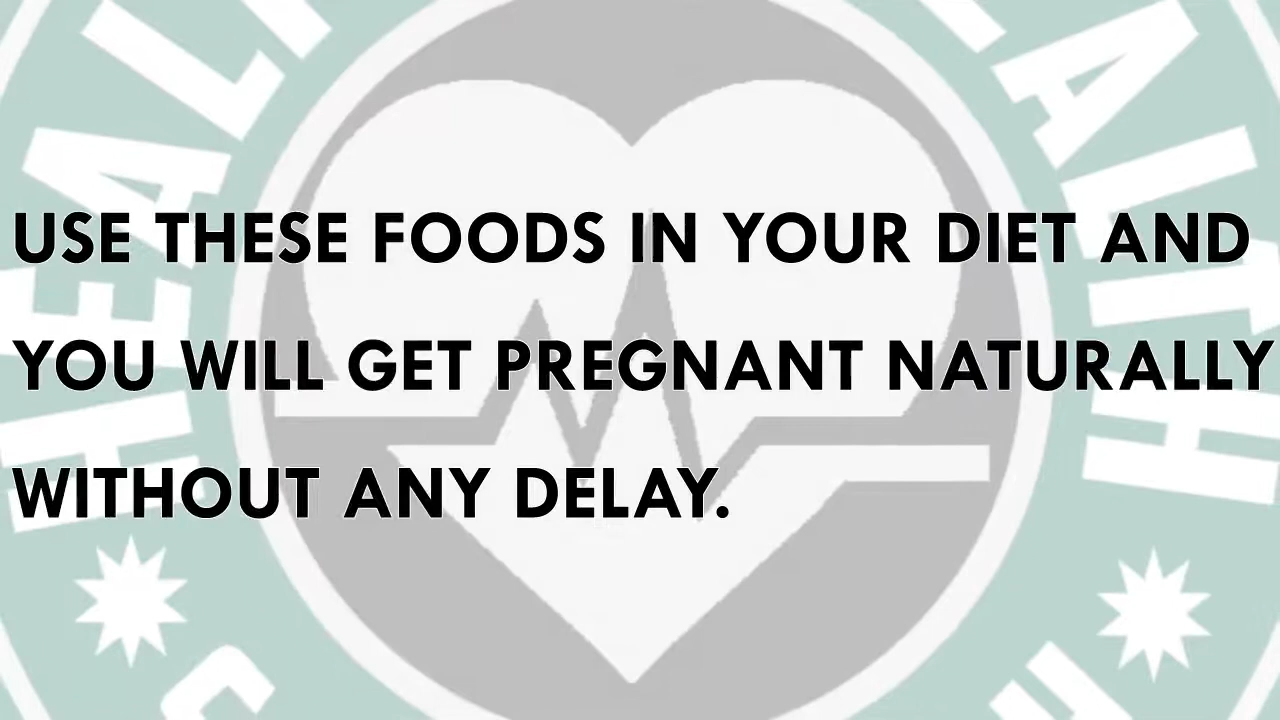 USE THESE FOODS IN YOUR DIET AND
YOU WILL GET PREGNANT NATURALLY
WITHOUT ANY DELAY.